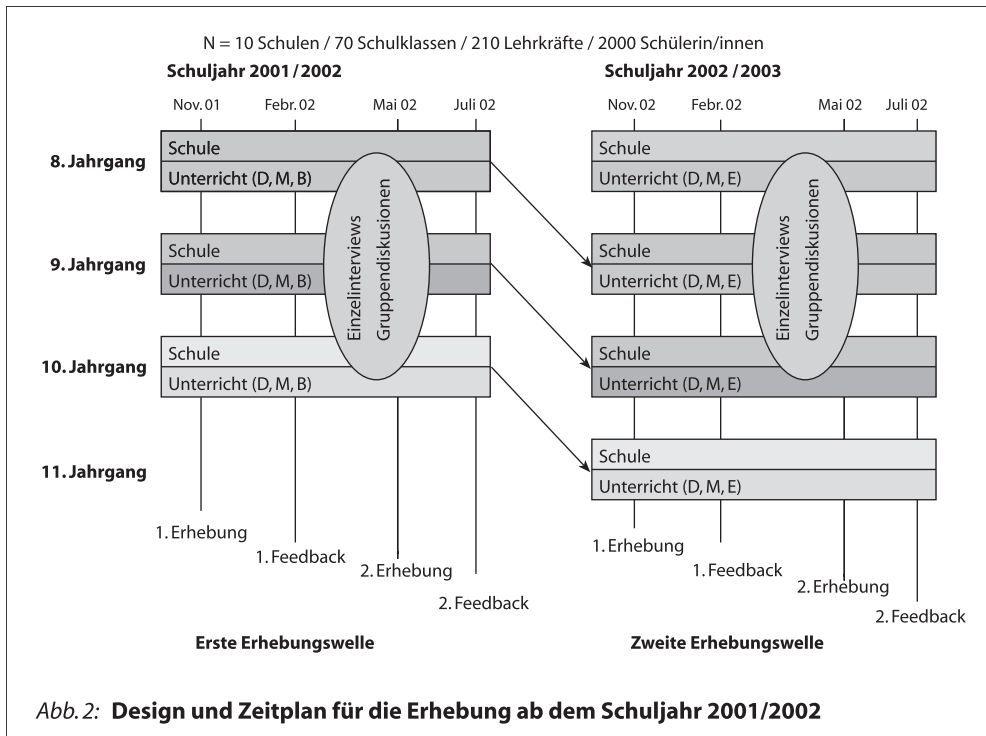 N = 10 Schulen / 70 Schulklassen / 210 Lehrkräfte / 2000 Schülerin/innen
Schuljahr 2001/2002
Nov. 01 Febr. 02 Mai 02 Juli 02
8. Jahrgang
Schule
Unterricht (D, M, B)
9. Jahrgang
Schule
Unterricht (D, M, B)
10. Jahrgang
Schule
Unterricht (D, M, B)
11. Jahrgang
Einzelinterviews
Gruppendiskusionen
1. Erhebung
1. Feedback
2. Erhebung
2. Feedback
Erste Erhebungswelle
Schuljahr 2002/2003
Nov. 02 Febr. 02 Mai 02 Juli 02
Schule
Unterricht (D, M, E)
Schule
Unterricht (D, M, E)
Schule
Unterricht (D, M, E)
Schule
Unterricht (D, M, E)
Einzelinterviews
Gruppendiskusionen
1. Erhebung
1. Feedback
2. Erhebung
2. Feedback
Zweite Erhebungswelle
Abb. 2: Design und Zeitplan für die Erhebung ab dem Schuljahr 2001/2002